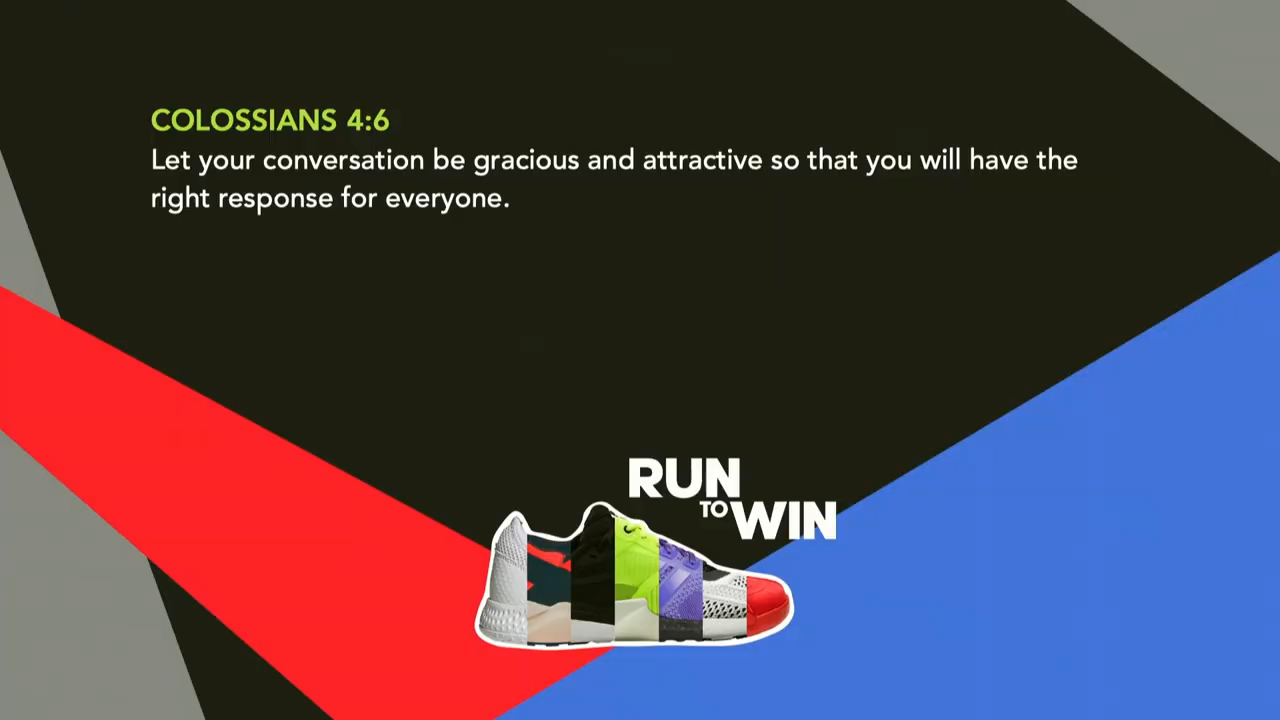 COLOSSIANS 4:6
Let your conversation be gracious and attractive so that you will have the
right response for everyone.
RUN
TO WIN